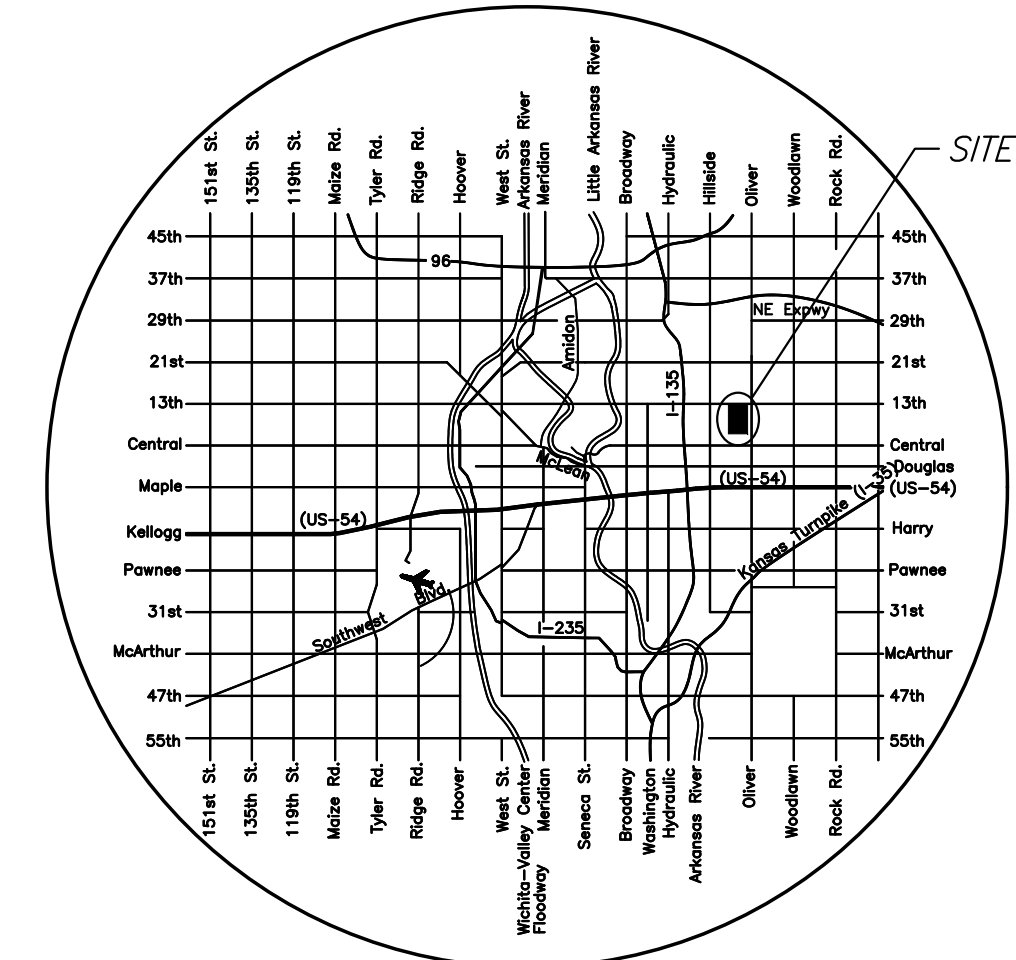 151st St.
135th St.
119th St.
Maize Rd.
Tyler Rd.
Ridge Rd.
Hoover
West St.
Arkansas River
Meridian
Little Arkansas River
Broadway
Hydraulic
Hillside
Oliver
Woodlawn
Rock Rd.
SITE
45th
45th
96
37th
37th
NE Expwy
29th
29th
Amidon
21st
21st
I-135
13th
13th
Central
Central
McLean
Douglas
Maple
(US-54)
(I-35)
(US-54)
(US-54)
Kellogg
Harry
Kansas Turnpike
Pawnee
Pawnee
Southwest Blvd.
31st
31st
I-235
McArthur
McArthur
47th
47th
55th
55th
151st St.
135th St.
119th St.
Maize Rd.
Tyler Rd.
Ridge Rd.
Hoover
West St.
Wichita-Valley Center
Floodway
Meridian
Seneca St.
Broadway
Washington
Hydraulic
Arkansas River
Oliver
Woodlawn
Rock Rd.